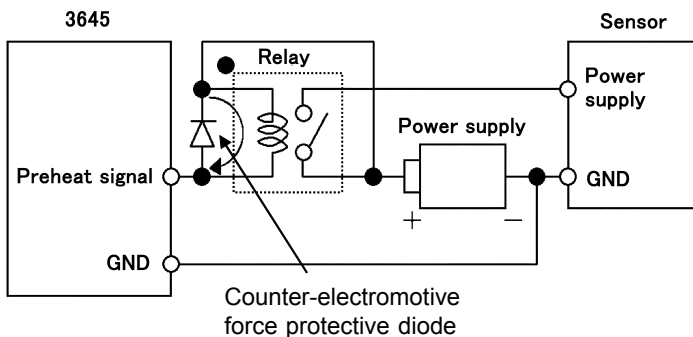 3645
Sensor
Relay
Power
supply
Power supply
Preheat signal
GND
+
−
GND
Counter-electromotive
force protective diode